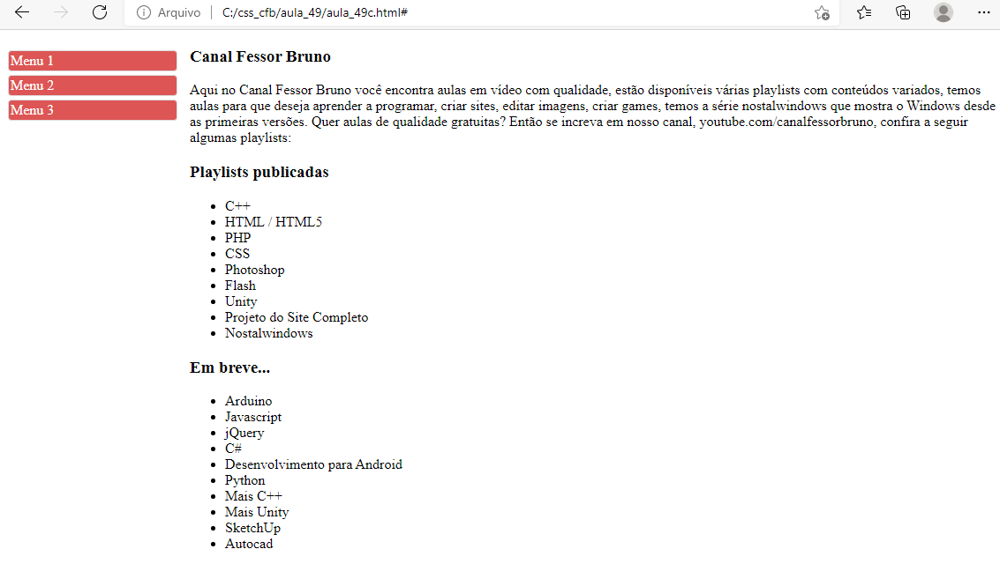 Arquivo | C:/css_cfb/aula_49/aula_49c.html#
Menu 1
Menu 2
Menu 3
Canal Fessor Bruno
Aqui no Canal Fessor Bruno você encontra aulas em vídeo com qualidade, estão disponíveis várias playlists com conteúdos variados, temos
aulas para que deseja aprender a programar, criar sites, editar imagens, criar games, temos a série nostalwindows que mostra o Windows desde
as primeiras versões. Quer aulas de qualidade gratuitas? Então se increva em nosso canal, youtube.com/canalfessorbruno, confira a seguir
algumas playlists:
Playlists publicadas
C++
HTML / HTML5
PHP
CSS
Photoshop
Flash
Unity
Projeto do Site Completo
Nostalwindows
Em breve...
Arduino
Javascript
jQuery
C#
Desenvolvimento para Android
Python
Mais C++
Mais Unity
SketchUp
Autocad